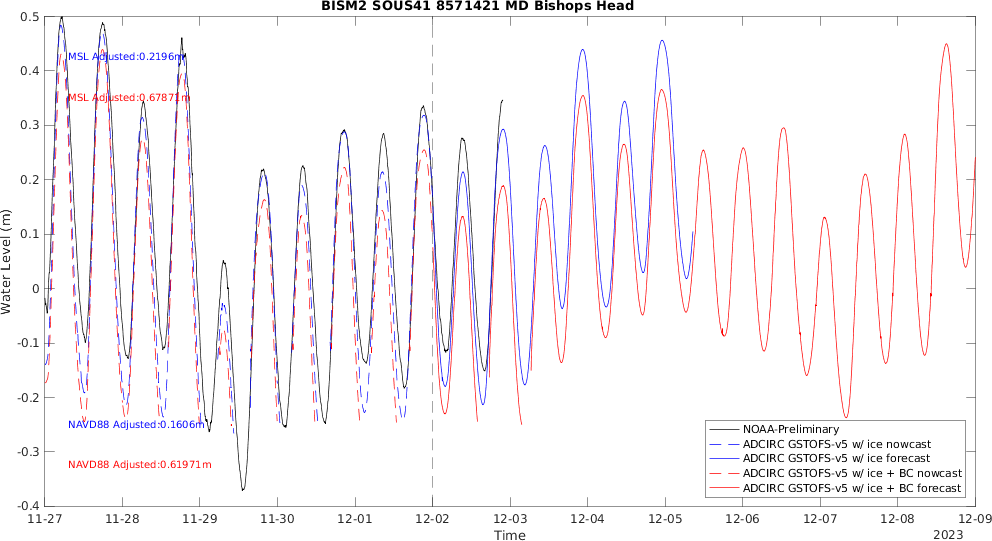 BISM2 SOUS41 8571421 MD Bishops Head
0.5
MSL Adjusted:0.2196m
0.4
MSL Adjusted:0.67871m
0.3
0.2
0.1
Water Level (m)
0
-0.1
-0.2
NAVD88 Adjusted:0.1606m
-0.3
NAVD88 Adjusted:0.61971m
-0.4
NOAA-Preliminary
ADCIRC GSTOFS-v5 w/ ice nowcast
ADCIRC GSTOFS-v5 w/ ice forecast
ADCIRC GSTOFS-v5 w/ ice + BC nowcast
ADCIRC GSTOFS-v5 w/ ice + BC forecast
11-27 11-28 11-29 11-30 12-01 12-02 12-03 12-04 12-05 12-06 12-07 12-08 12-09
Time
2023